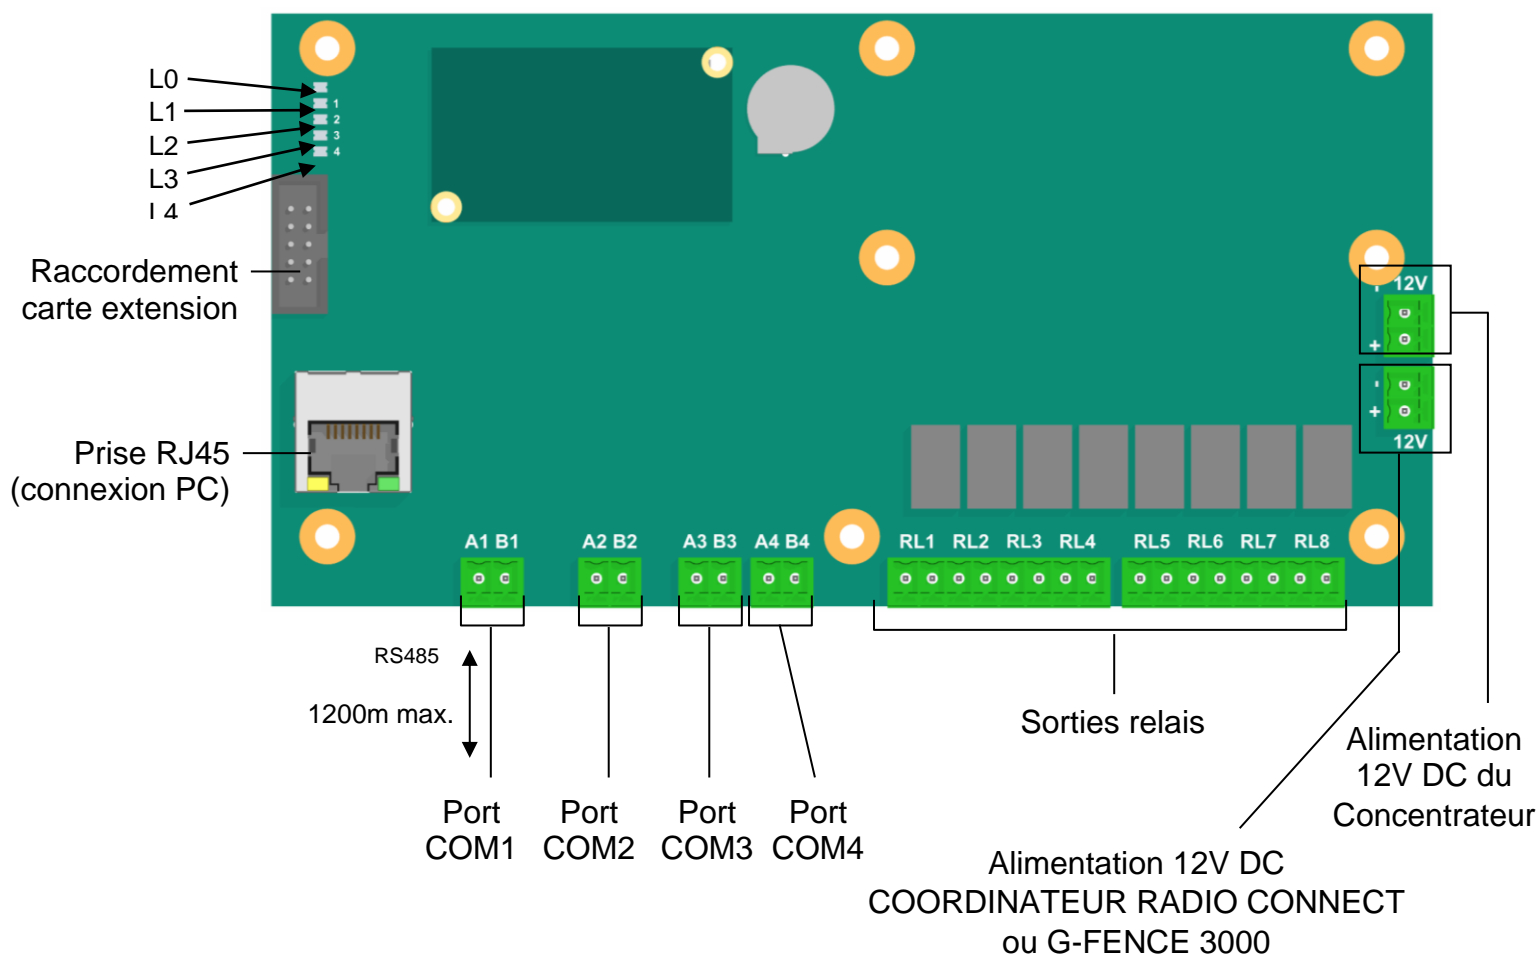 L0
L1
L2
L3
L4
1
2
3
4
Raccordement
carte extension
Prise RJ45
(connexion PC)
- 12V
+
-
+
12V
A1 B1
A2 B2
A3 B3
A4 B4
RL1 RL2 RL3 RL4
RL5 RL6 RL7 RL8
RS485
1200m max.
Port
COM1
Port
COM2
Port
COM3
Port
COM4
Sorties relais
Alimentation
12V DC du
Concentrateur
Alimentation 12V DC
COORDINATEUR RADIO CONNECT
ou G-FENCE 3000